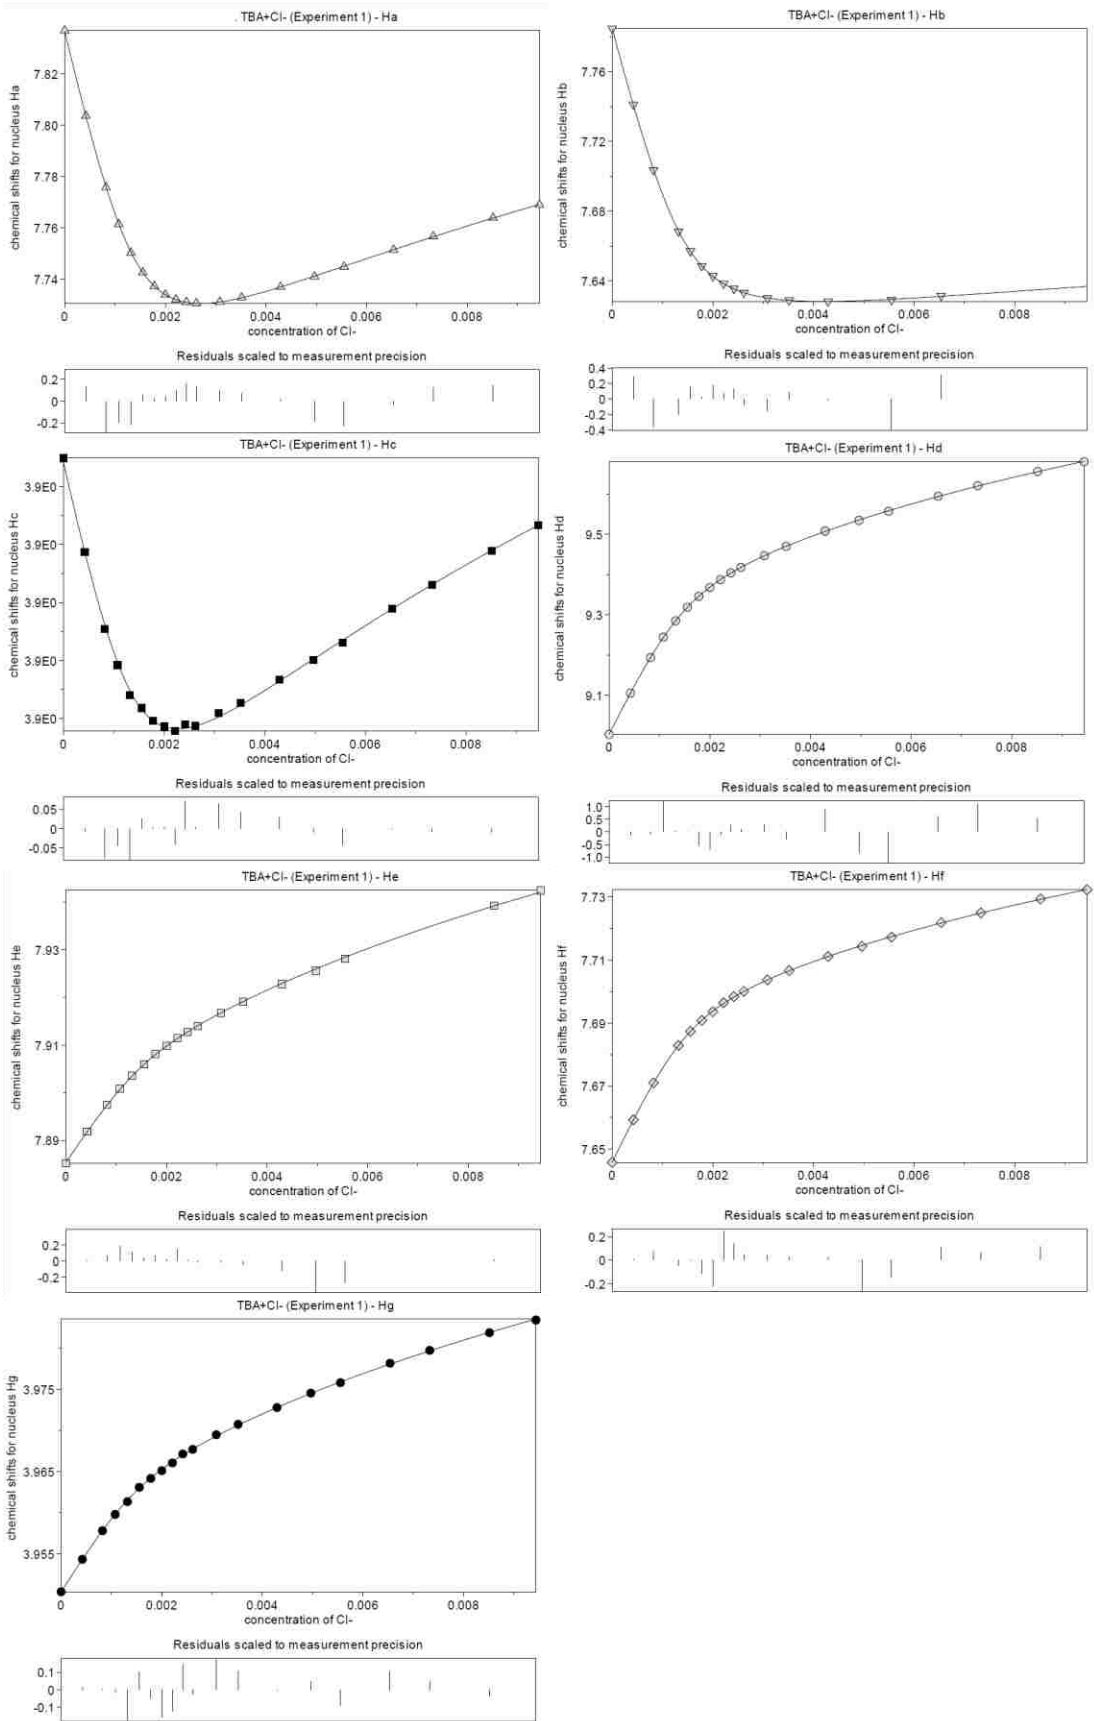 . TBA+Cl- (Experiment 1) - Ha
chemical shifts for nucleus Ha
7.82
7.80
7.78
7.76
7.74
0 0.002 0.004 0.006 0.008
concentration of Cl-
Residuals scaled to measurement precision
0.2
0
-0.2
TBA+Cl- (Experiment 1) - Hb
chemical shifts for nucleus Hb
7.76
7.72
7.68
7.64
0 0.002 0.004 0.006 0.008
concentration of Cl-
Residuals scaled to measurement precision
0.4
0.2
0
-0.2
-0.4
TBA+Cl- (Experiment 1) - Hc
chemical shifts for nucleus Hc
3.9E0
3.9E0
3.9E0
3.9E0
3.9E0
0 0.002 0.004 0.006 0.008
concentration of Cl-
Residuals scaled to measurement precision
0.05
0
-0.05
TBA+Cl- (Experiment 1) - Hd
chemical shifts for nucleus Hd
9.5
9.3
9.1
0 0.002 0.004 0.006 0.008
concentration of Cl-
Residuals scaled to measurement precision
1.0
0.5
0
-0.5
-1.0
TBA+Cl- (Experiment 1) - He
chemical shifts for nucleus He
7.93
7.91
7.89
0 0.002 0.004 0.006 0.008
concentration of Cl-
Residuals scaled to measurement precision
0.2
0
-0.2
TBA+Cl- (Experiment 1) - Hf
chemical shifts for nucleus Hf
7.73
7.71
7.69
7.67
7.65
0 0.002 0.004 0.006 0.008
concentration of Cl-
Residuals scaled to measurement precision
0.2
0
-0.2
TBA+Cl- (Experiment 1) - Hg
chemical shifts for nucleus Hg
3.975
3.965
3.955
0 0.002 0.004 0.006 0.008
concentration of Cl-
Residuals scaled to measurement precision
0.1
0
-0.1